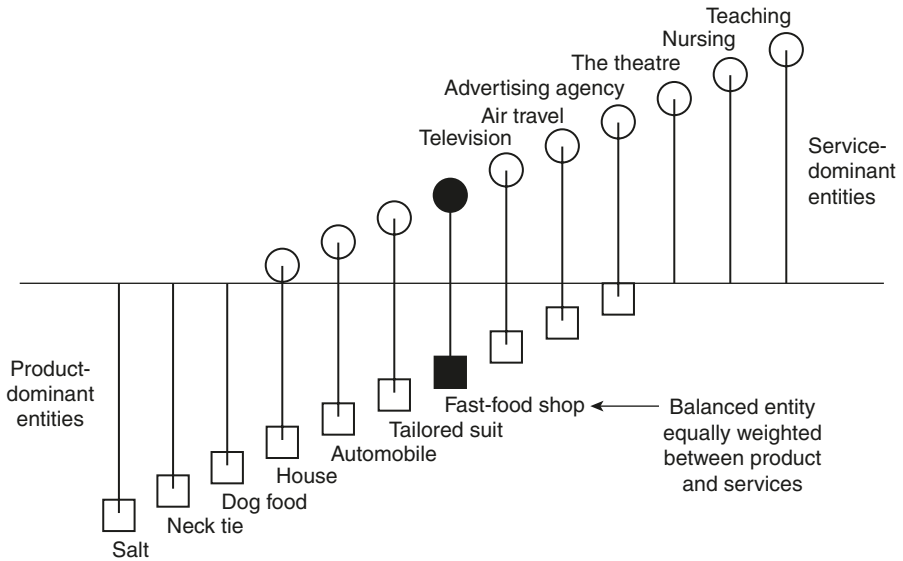 Teaching
Nursing
The theatre
Advertising agency
Air travel
Television
Service-
dominant
entities
Product-
dominant
entities
Fast-food shop
Balanced entity
equally weighted
between product
and services
Tailored suit
Automobile
House
Dog food
Neck tie
Salt